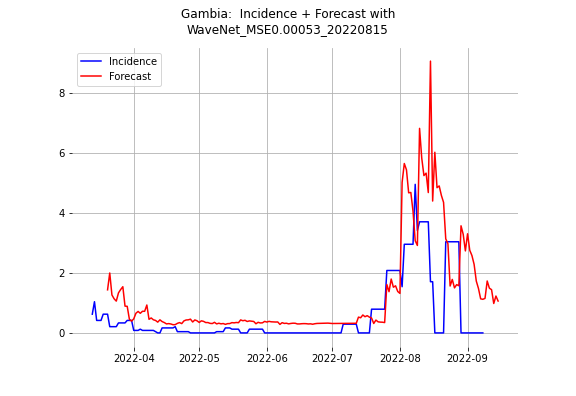 Gambia:  Incidence + Forecast with
WaveNet_MSE0.00053_20220815
Incidence
Forecast
8
6
4
2
0
2022-04
2022-05
2022-06
2022-07
2022-08
2022-09